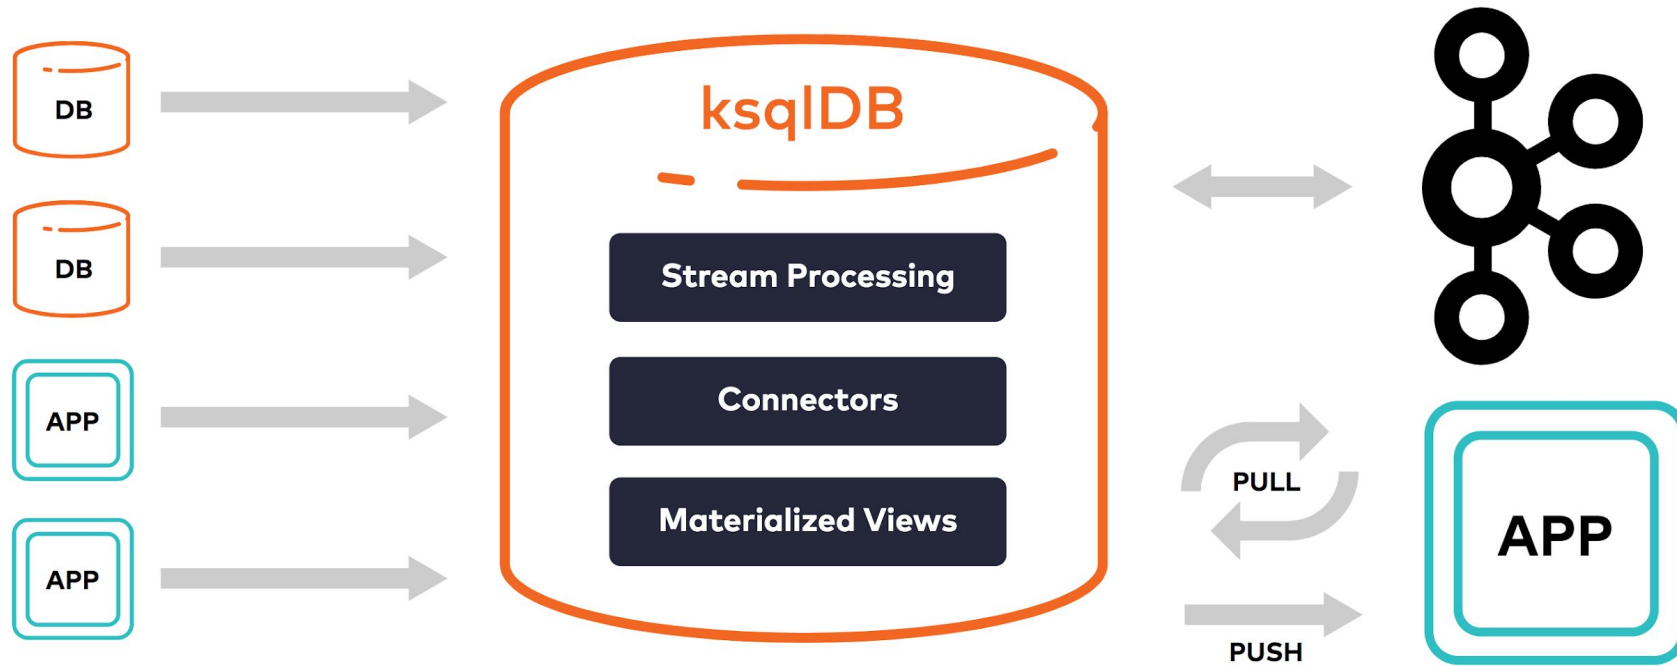 DB
DB
APP
APP
ksqlDB
Stream Processing
Connectors
Materialized Views
PULL
PUSH
APP